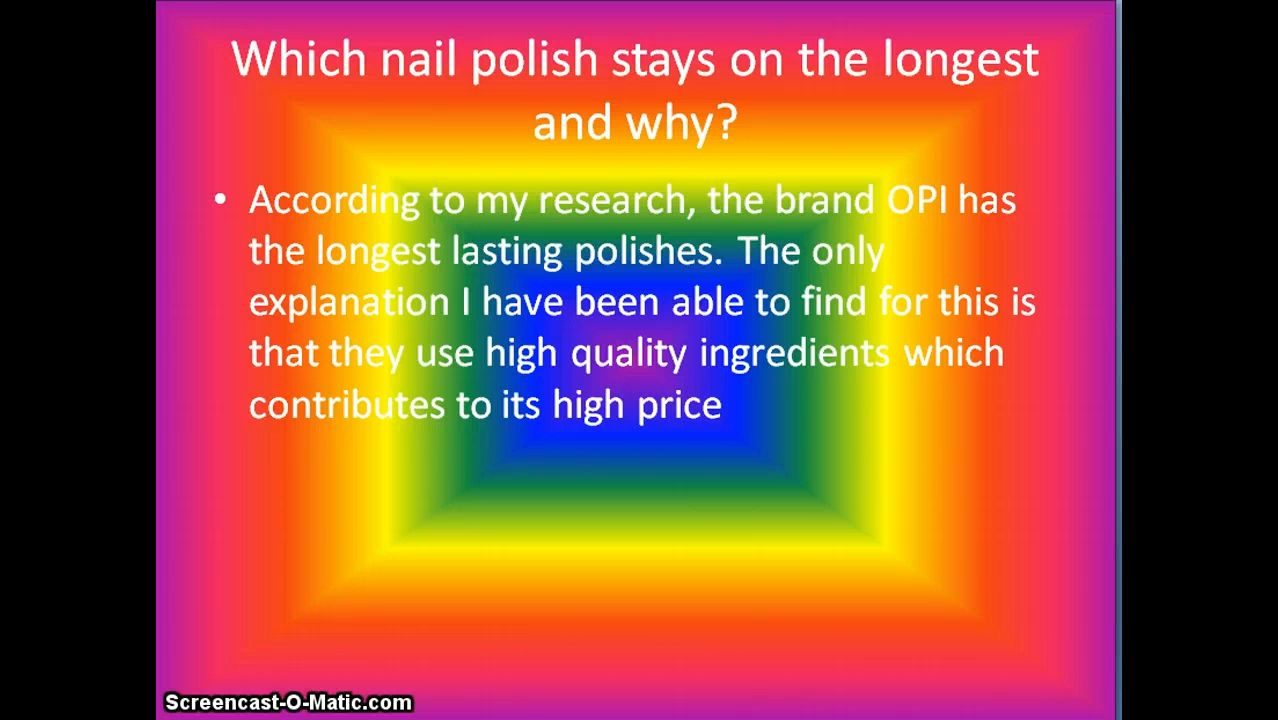 Which nail polish stays on the longest
and why?
• According to my research, the brand OPI has
the longest lasting polishes. The only
explanation I have been able to find for this is
that they use high quality ingredients which
contributes to its high price
Screencast-O-Matic.com